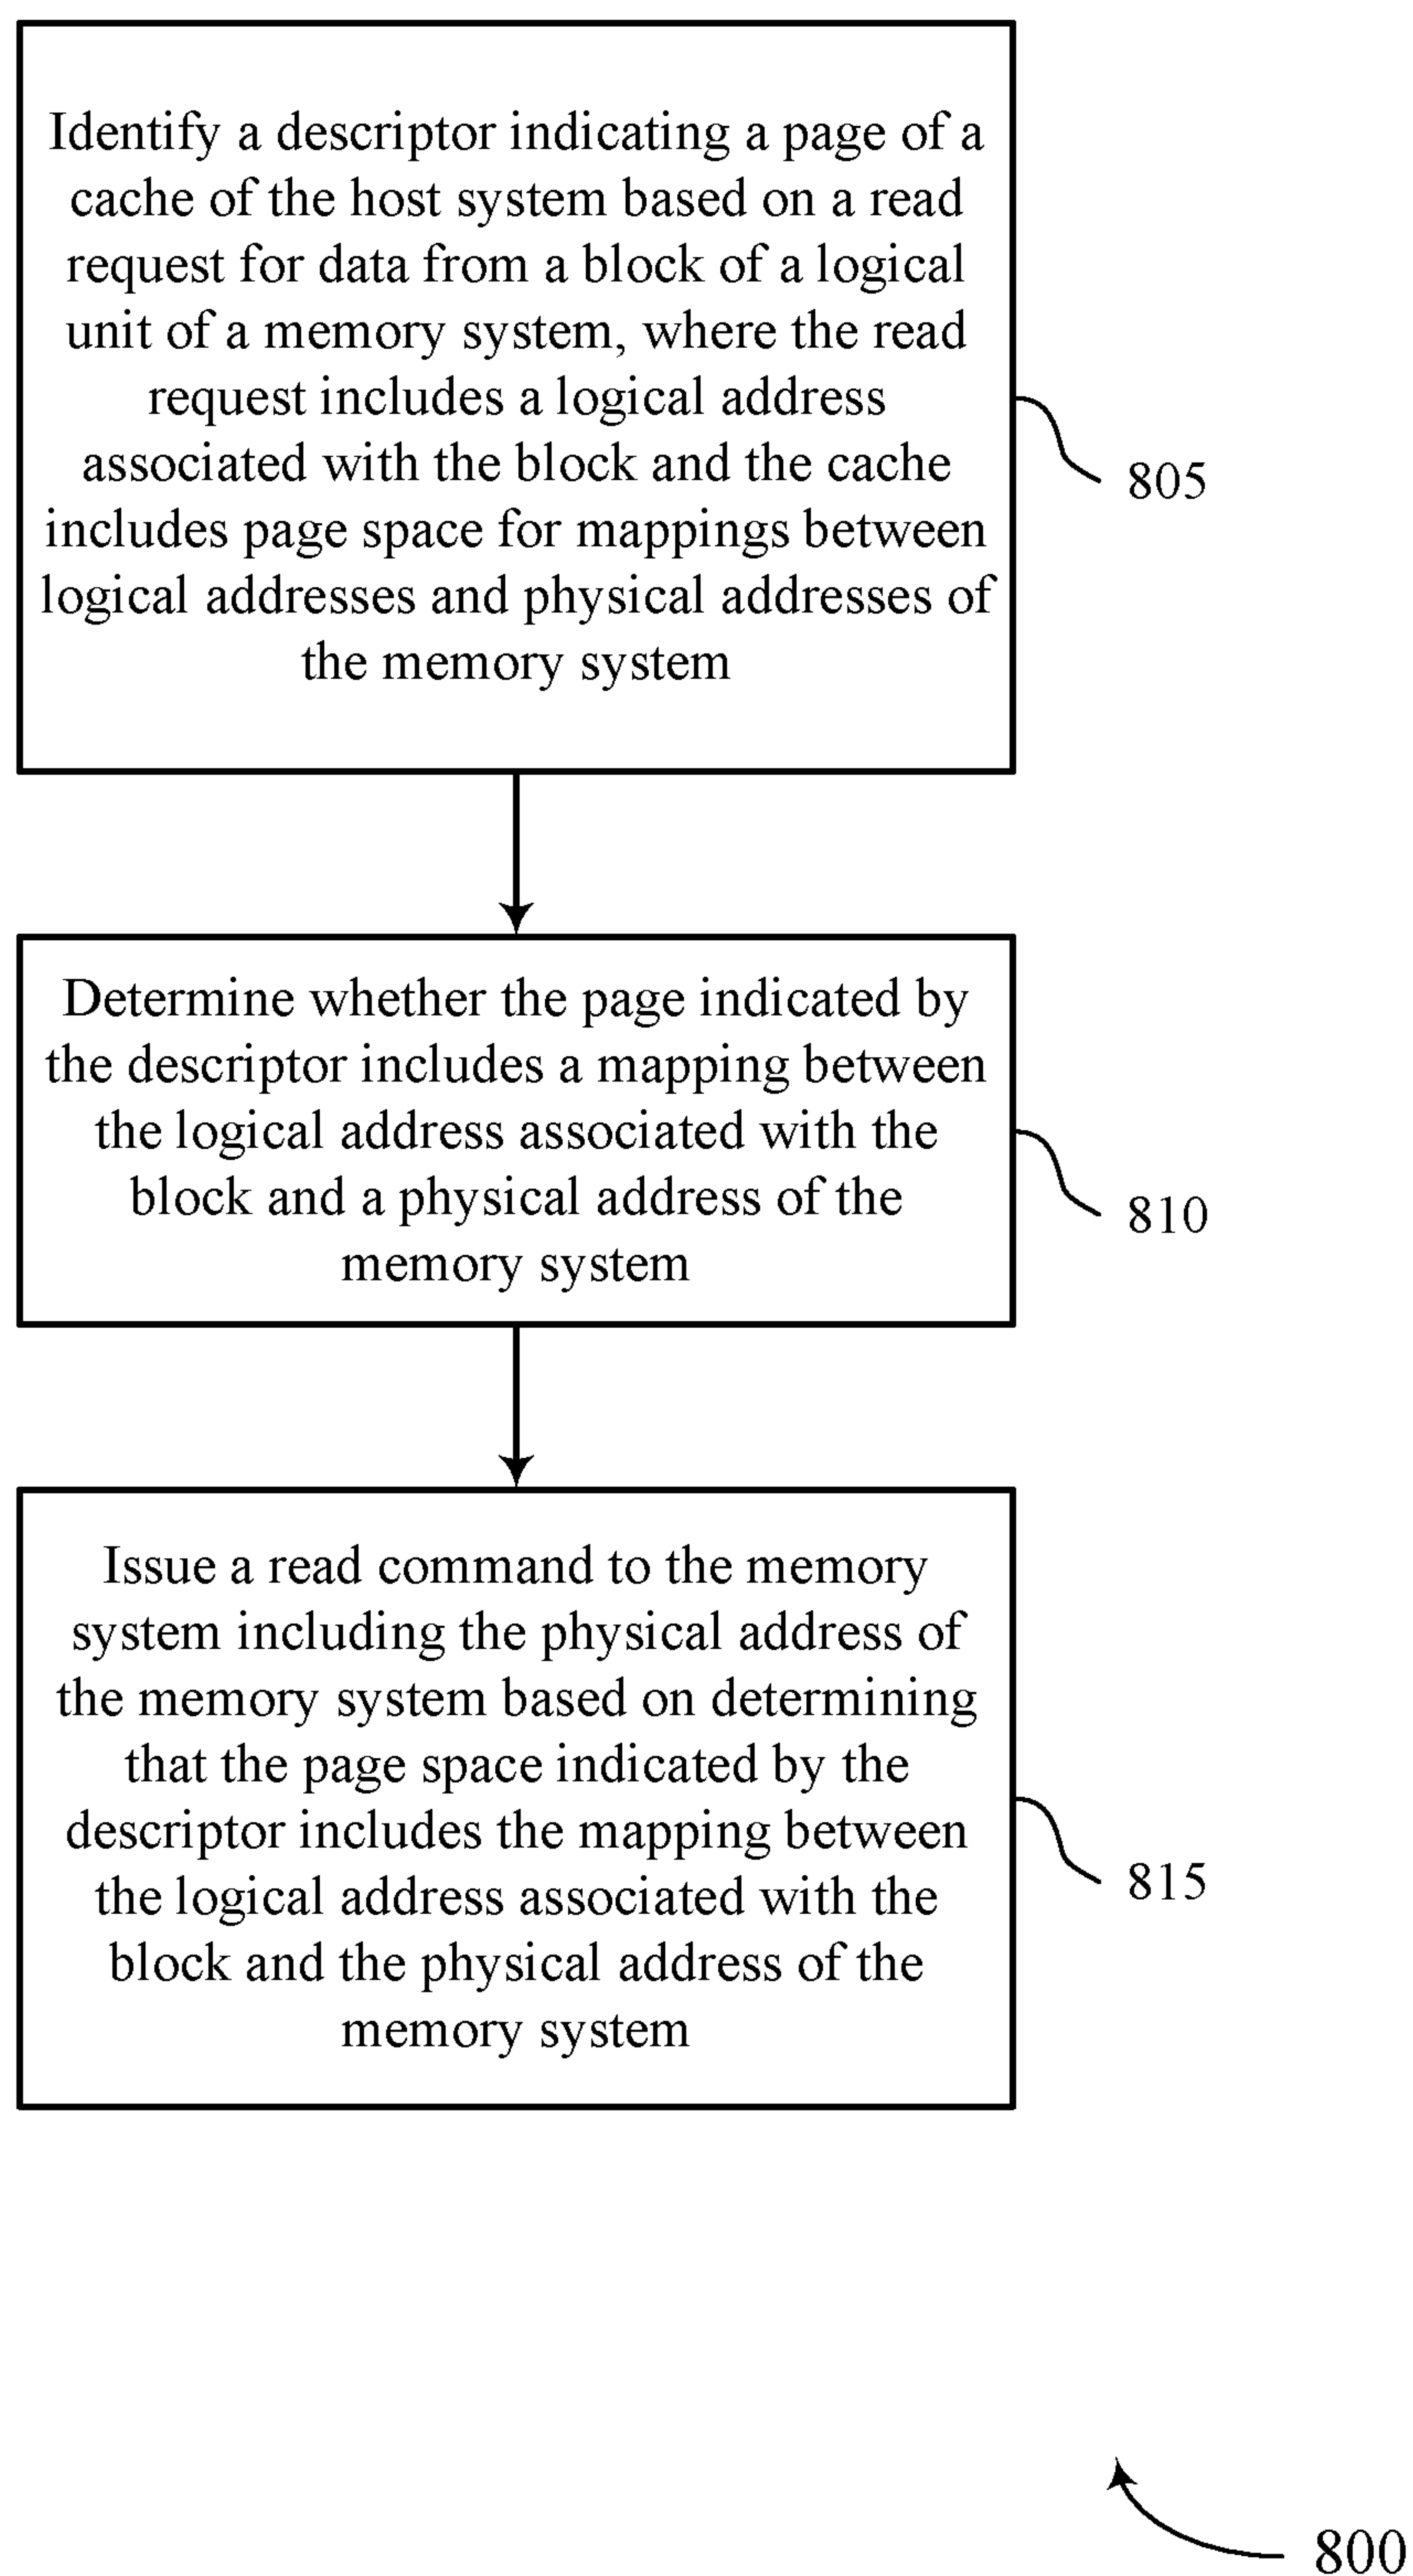 Identify a descriptor indicating a page of a
cache of the host system based on a read
request for data from a block of a logical
unit of a memory system, where the read
request includes a logical address
associated with the block and the cache
includes page space for mappings between
logical addresses and physical addresses of
the memory system
805
Determine whether the page indicated by
the descriptor includes a mapping between
the logical address associated with the
block and a physical address of the
memory system
810
Issue a read command to the memory
system including the physical address of
the memory system based on determining
that the page space indicated by the
descriptor includes the mapping between
the logical address associated with the
block and the physical address of the
memory system
815
800